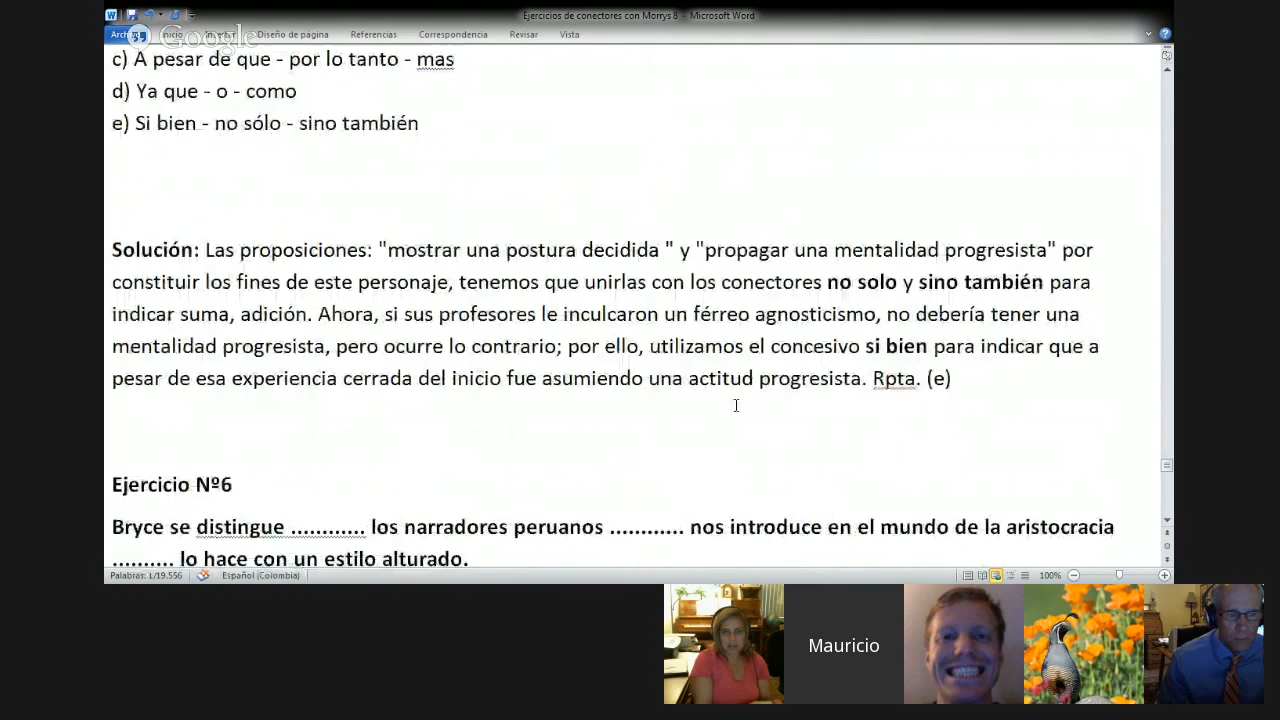 Ejercicios de conectores con Morrys 8 - Microsoft Word
Google
Archivo Inicio Insertar Diseño de página Referencias Correspondencia Revisar Vista
c) A pesar de que - por lo tanto - mas
d) Ya que - o - como
e) Si bien - no sólo - sino también
Solución: Las proposiciones: "mostrar una postura decidida " y "propagar una mentalidad progresista" por
constituir los fines de este personaje, tenemos que unirlas con los conectores no solo y sino también para
indicar suma, adición. Ahora, si sus profesores le inculcaron un férreo agnosticismo, no debería tener una
mentalidad progresista, pero ocurre lo contrario; por ello, utilizamos el concesivo si bien para indicar que a
pesar de esa experiencia cerrada del inicio fue asumiendo una actitud progresista. Rpta. (e)
Ejercicio Nº6
Bryce se distingue ............ los narradores peruanos ............ nos introduce en el mundo de la aristocracia
.......... lo hace con un estilo alturado.
Palabras: 1/19.556 Español (Colombia) 100%
Mauricio